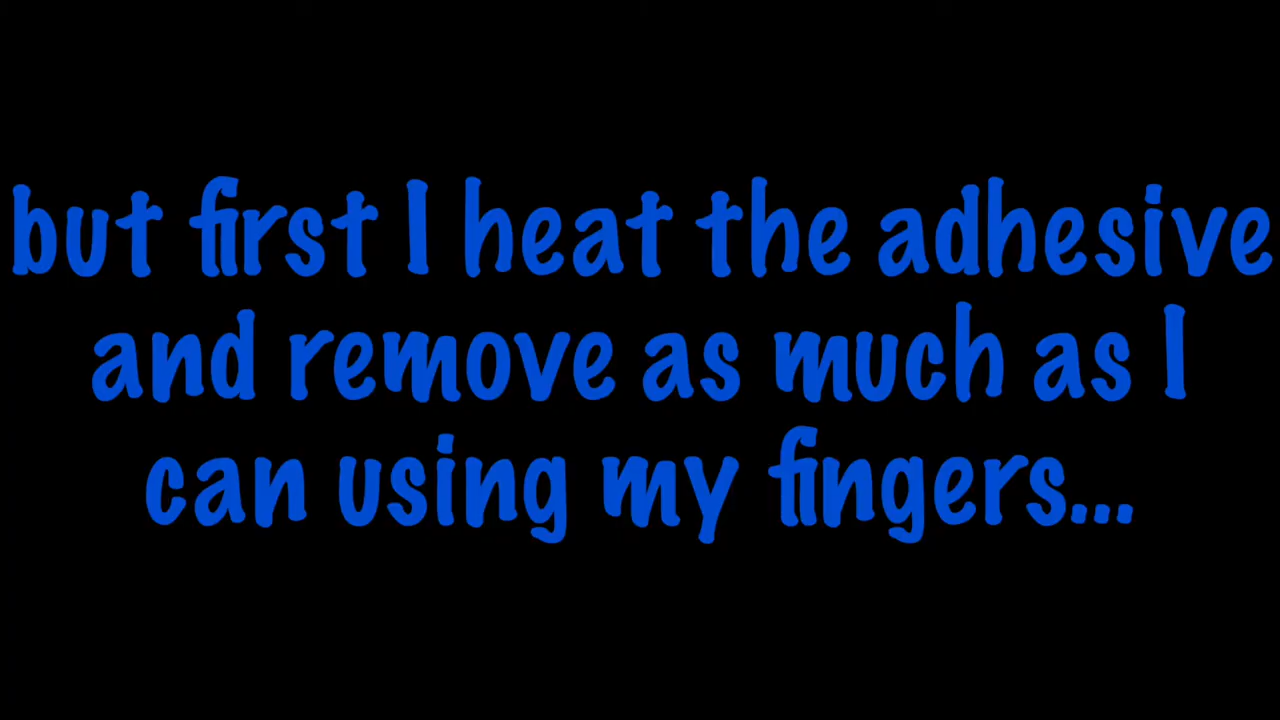 but first I heat the adhesive
and remove as much as I
can using my fingers...